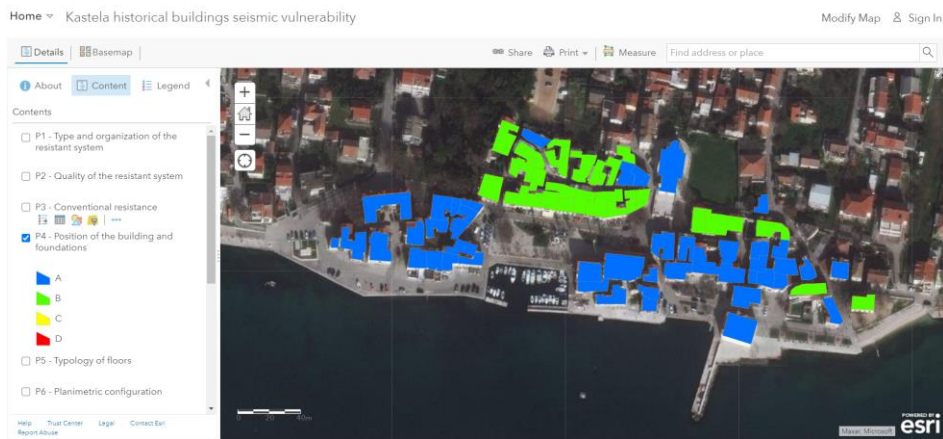 Home Kastela historical buildings seismic vulnerability Modify Map Sign In
Details Basemap Share Print Measure Find address or place
About Content Legend
Contents
P1 - Type and organization of the
resistant system
P2 - Quality of the resistant system
P3 - Conventional resistance
P4 - Position of the building and
foundations
A
B
C
D
P5 - Typology of floors
P6 - Planimetric configuration
Help Trust Center Legal Contact Esri
Report Abuse
0 20 40m
Maxar, Microsoft
POWERED BY
esri